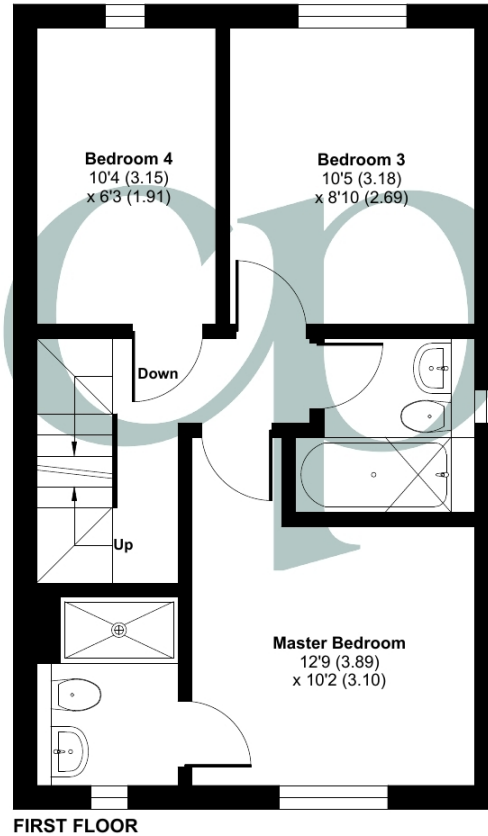 Bedroom 4
10'4 (3.15)
x 6'3 (1.91)
Bedroom 3
10'5 (3.18)
x 8'10 (2.69)
Down
Up
Master Bedroom
12'9 (3.89)
x 10'2 (3.10)
FIRST FLOOR
cp